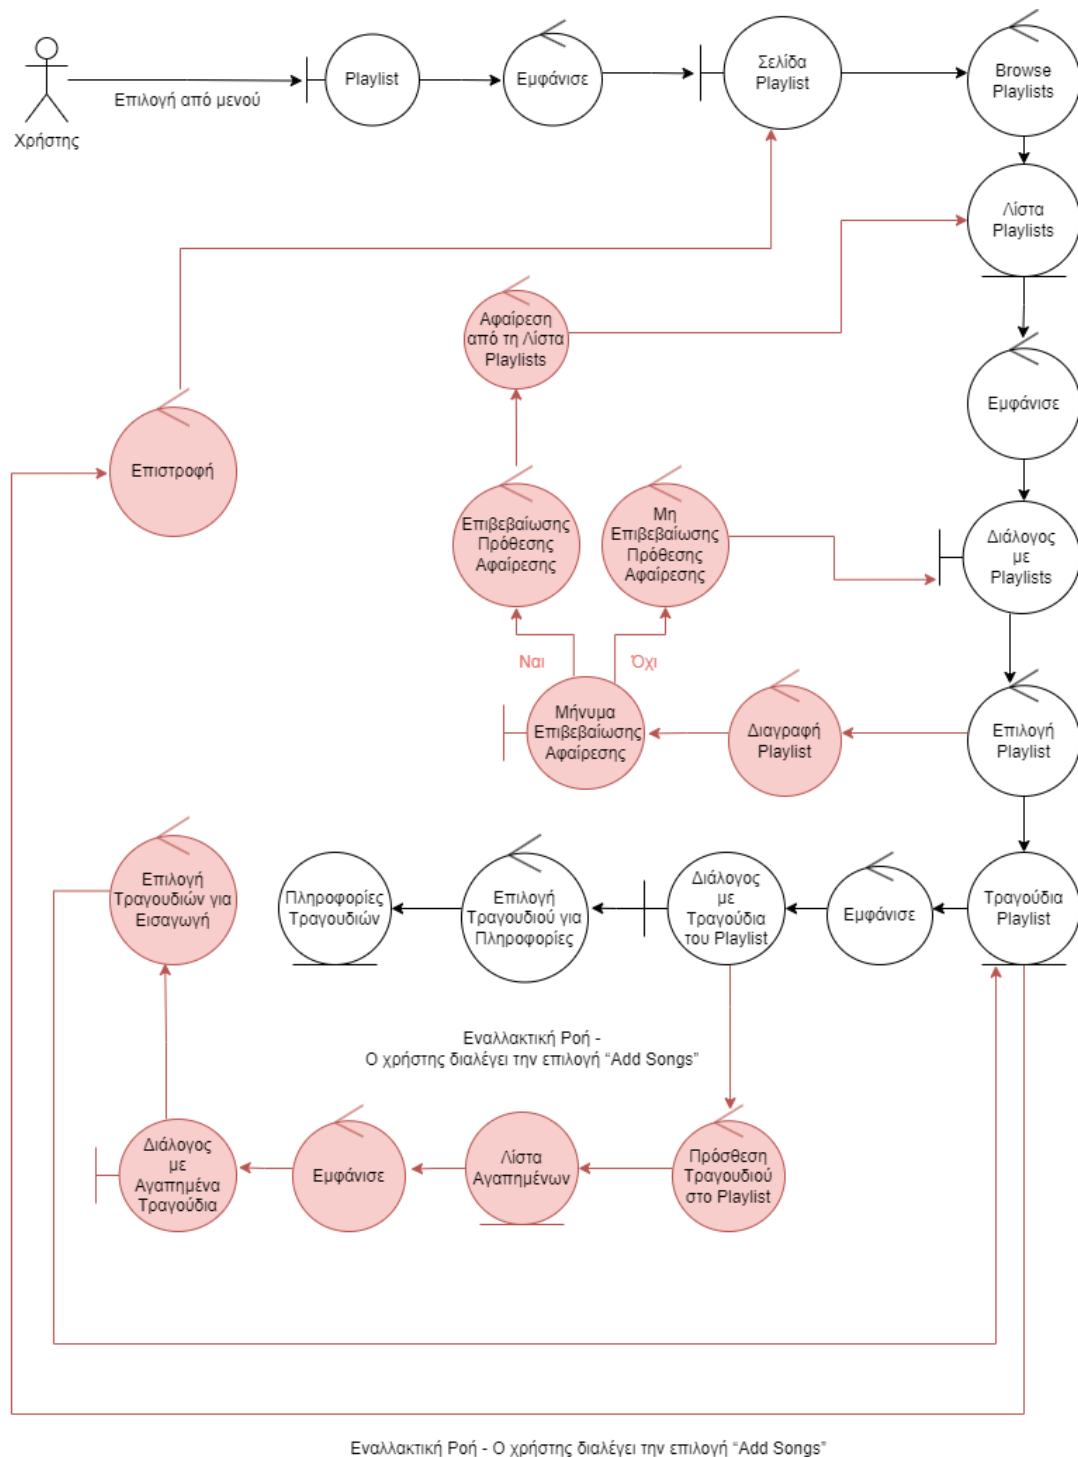 Χρήστης
Επιλογή από μενού
Playlist
Εμφάνισε
Σελίδα
Playlist
Browse
Playlists
Λίστα
Playlists
Αφαίρεση
από τη Λίστα
Playlists
Εμφάνισε
Επιστροφή
Επιβεβαίωσης
Πρόθεσης
Αφαίρεσης
Μη
Επιβεβαίωσης
Πρόθεσης
Αφαίρεσης
Διάλογος
με
Playlists
Ναι
Όχι
Μήνυμα
Επιβεβαίωσης
Αφαίρεσης
Διαγραφή
Playlist
Επιλογή
Playlist
Επιλογή
Τραγουδιών για
Εισαγωγή
Πληροφορίες
Τραγουδιών
Επιλογή
Τραγουδιού για
Πληροφορίες
Διάλογος
με
Τραγούδια
του Playlist
Εμφάνισε
Τραγούδια
Playlist
Εναλλακτική Ροή -
Ο χρήστης διαλέγει την επιλογή “Add Songs”
Διάλογος
με
Αγαπημένα
Τραγούδια
Εμφάνισε
Λίστα
Αγαπημένων
Πρόσθεση
Τραγουδιού
στο Playlist
Εναλλακτική Ροή - Ο χρήστης διαλέγει την επιλογή “Add Songs”